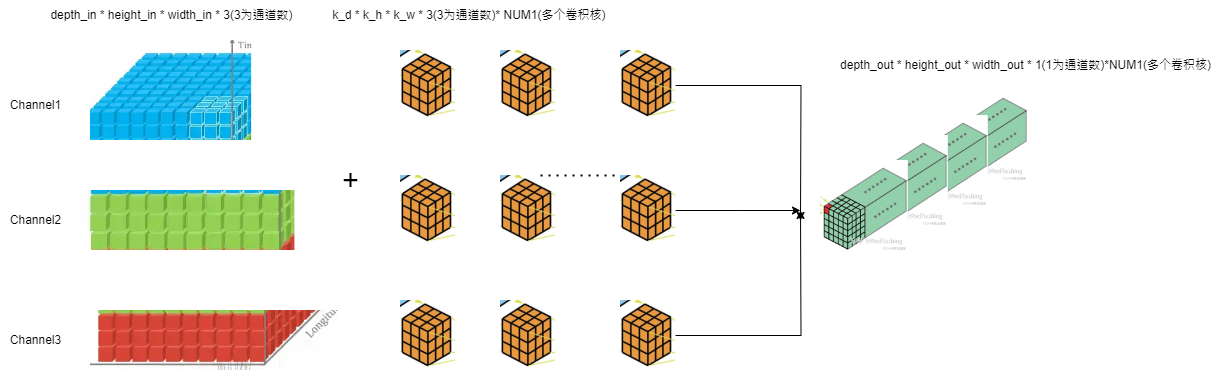 depth_in * height_in * width_in * 3(3为通道数)
k_d * k_h * k_w * 3(3为通道数)* NUM1(多个卷积核)
depth_out * height_out * width_out * 1(1为通道数)*NUM1(多个卷积核)
Channel1
Channel2
Channel3
+
Tim
Longitu